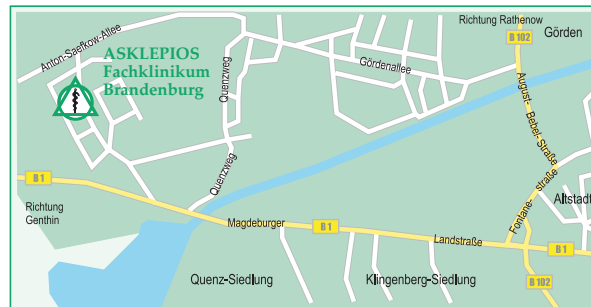 Richtung Rathenow
B 102
Görden
Anton-Saefkow-Allee
ASKLEPIOS
Fachklinikum
Brandenburg
Quenzweg
Gördenallee
August-
Bebel-Straße
B 1
Richtung
Genthin
Quenzweg
Magdeburger
B 1
Landstraße
Fontane-
straße
Altstadt
B 1
Quenz-Siedlung
Klingenberg-Siedlung
B 102